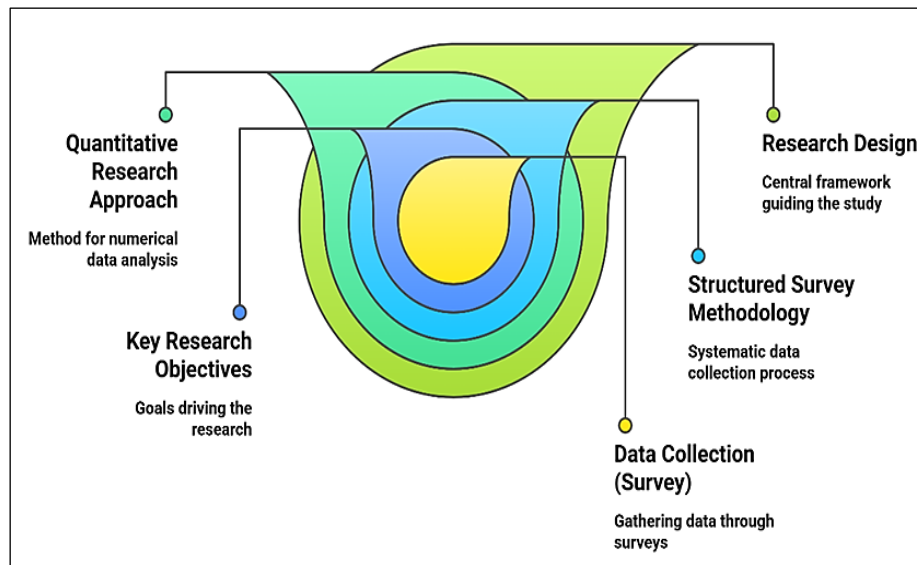 Quantitative
Research
Approach
Method for numerical
data analysis
Key Research
Objectives
Goals driving the
research
Research Design
Central framework
guiding the study
Structured Survey
Methodology
Systematic data
collection process
Data Collection
(Survey)
Gathering data through
surveys